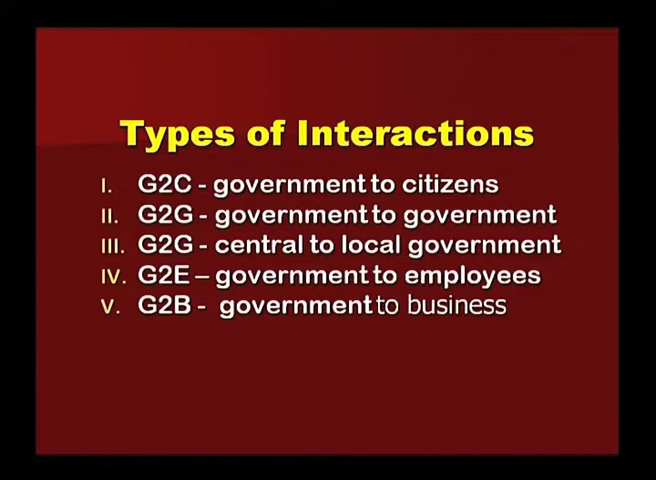 Types of Interactions
I. G2C - government to citizens
II. G2G - government to government
III. G2G - central to local government
IV. G2E – government to employees
V. G2B - government to business